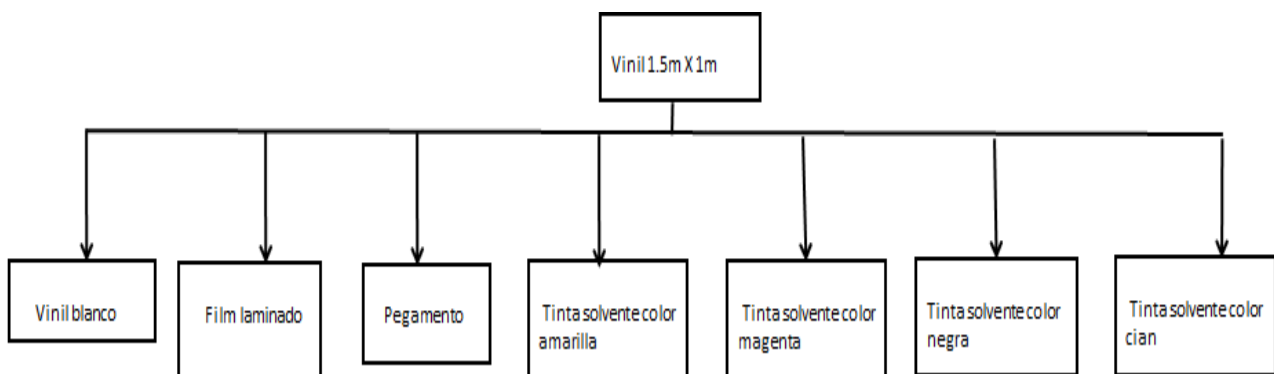 Vinil 1.5m X 1m
Vinil blanco
Film laminado
Pegamento
Tinta solvente color
amarilla
Tinta solvente color
magenta
Tinta solvente color
negra
Tinta solvente color
cian